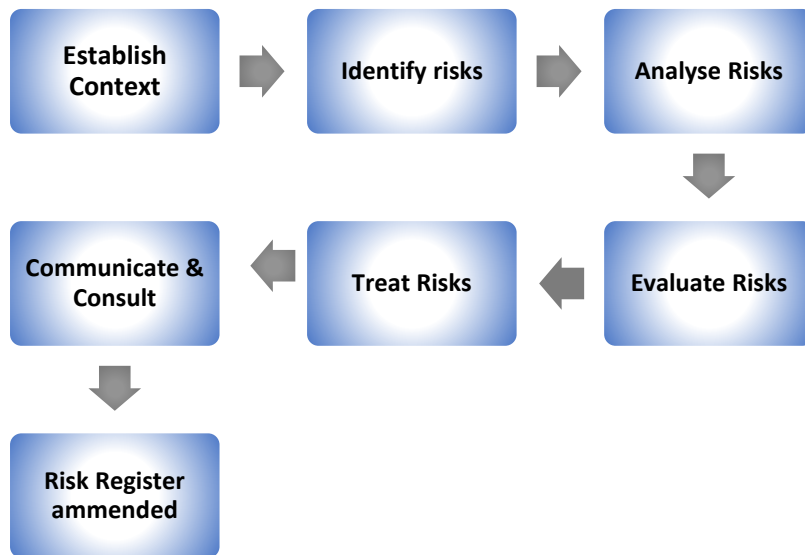 Establish
Context
Identify risks
Analyse Risks
Evaluate Risks
Treat Risks
Communicate &
Consult
Risk Register
ammended